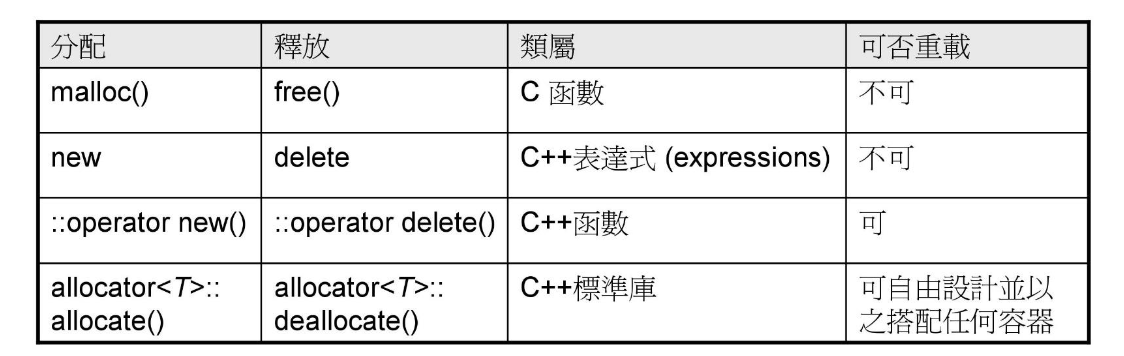 分配 釋放 類屬 可否重載
malloc() free() C 函數 不可
new delete C++表達式 (expressions) 不可
::operator new() ::operator delete() C++函數 可
allocator<T>:: allocator<T>:: C++標準庫 可自由設計並以
allocate() deallocate() 之搭配任何容器